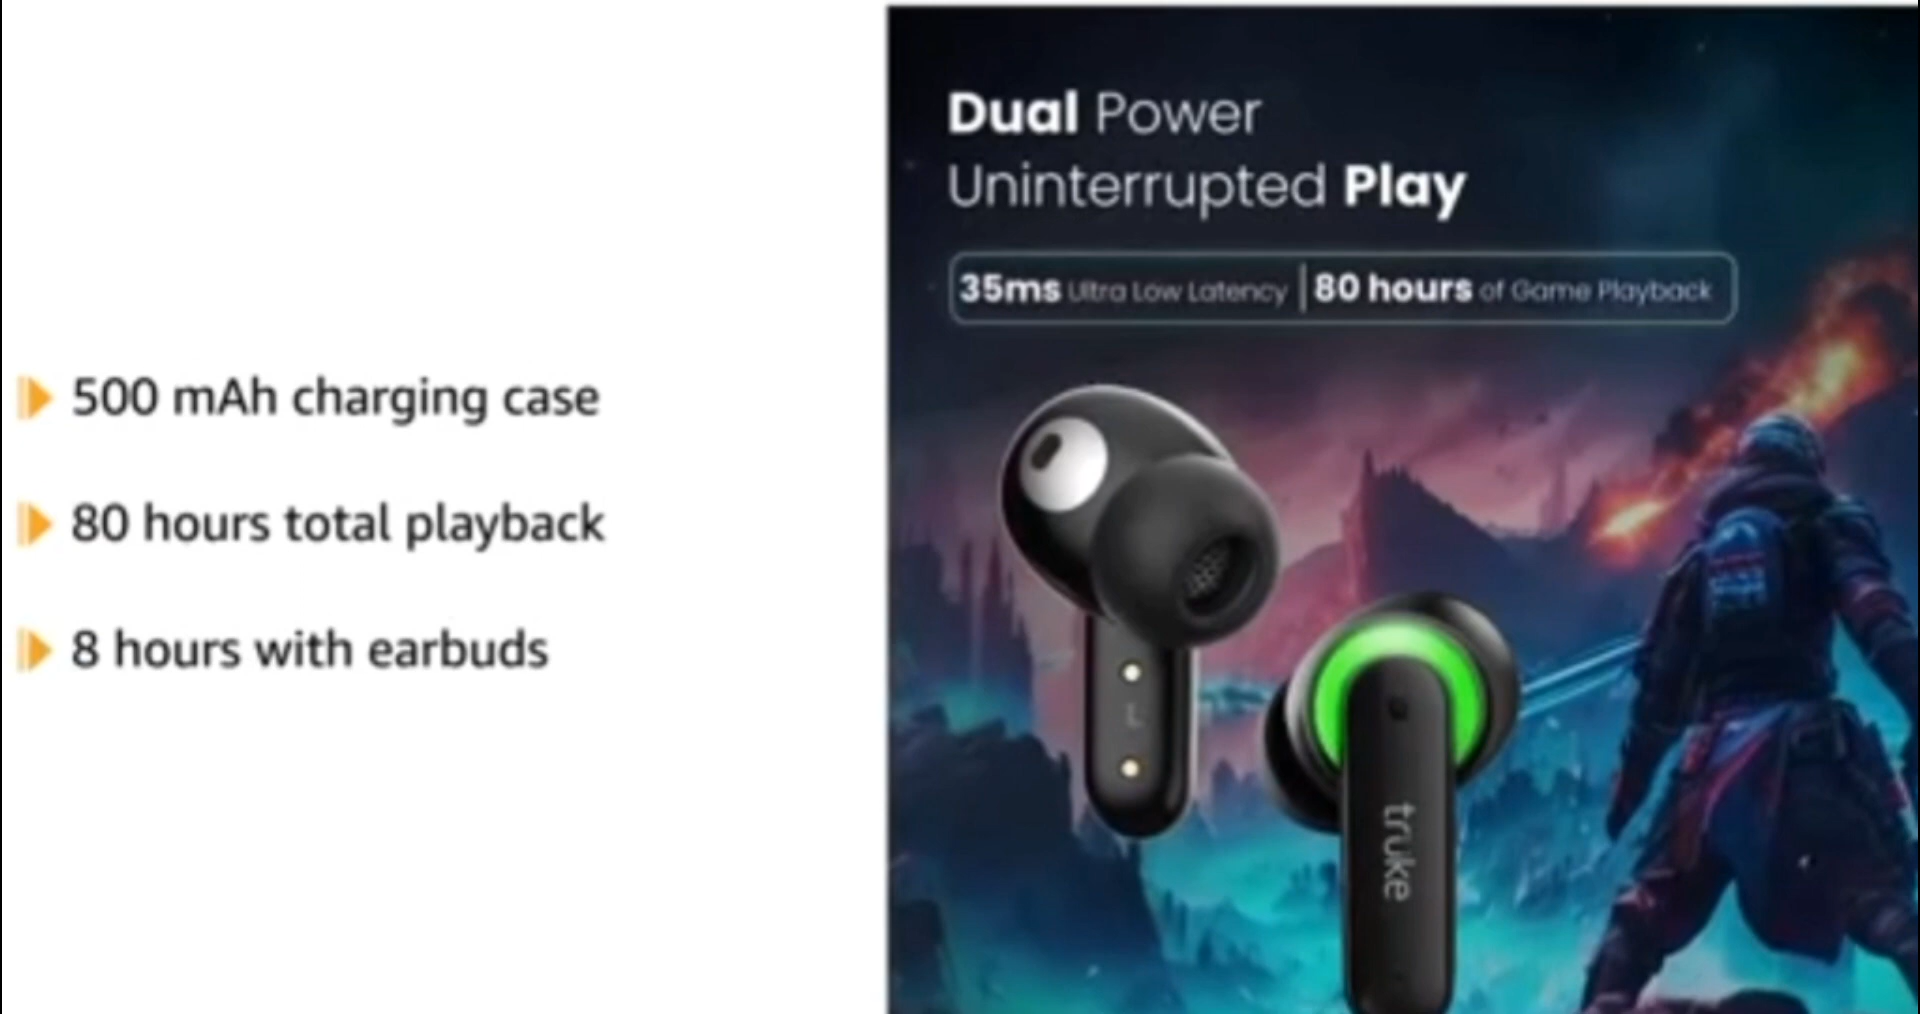 500 mAh charging case
80 hours total playback
8 hours with earbuds
Dual Power
Uninterrupted Play
35ms Ultra Low Latency | 80 hours of Game Playback
truke